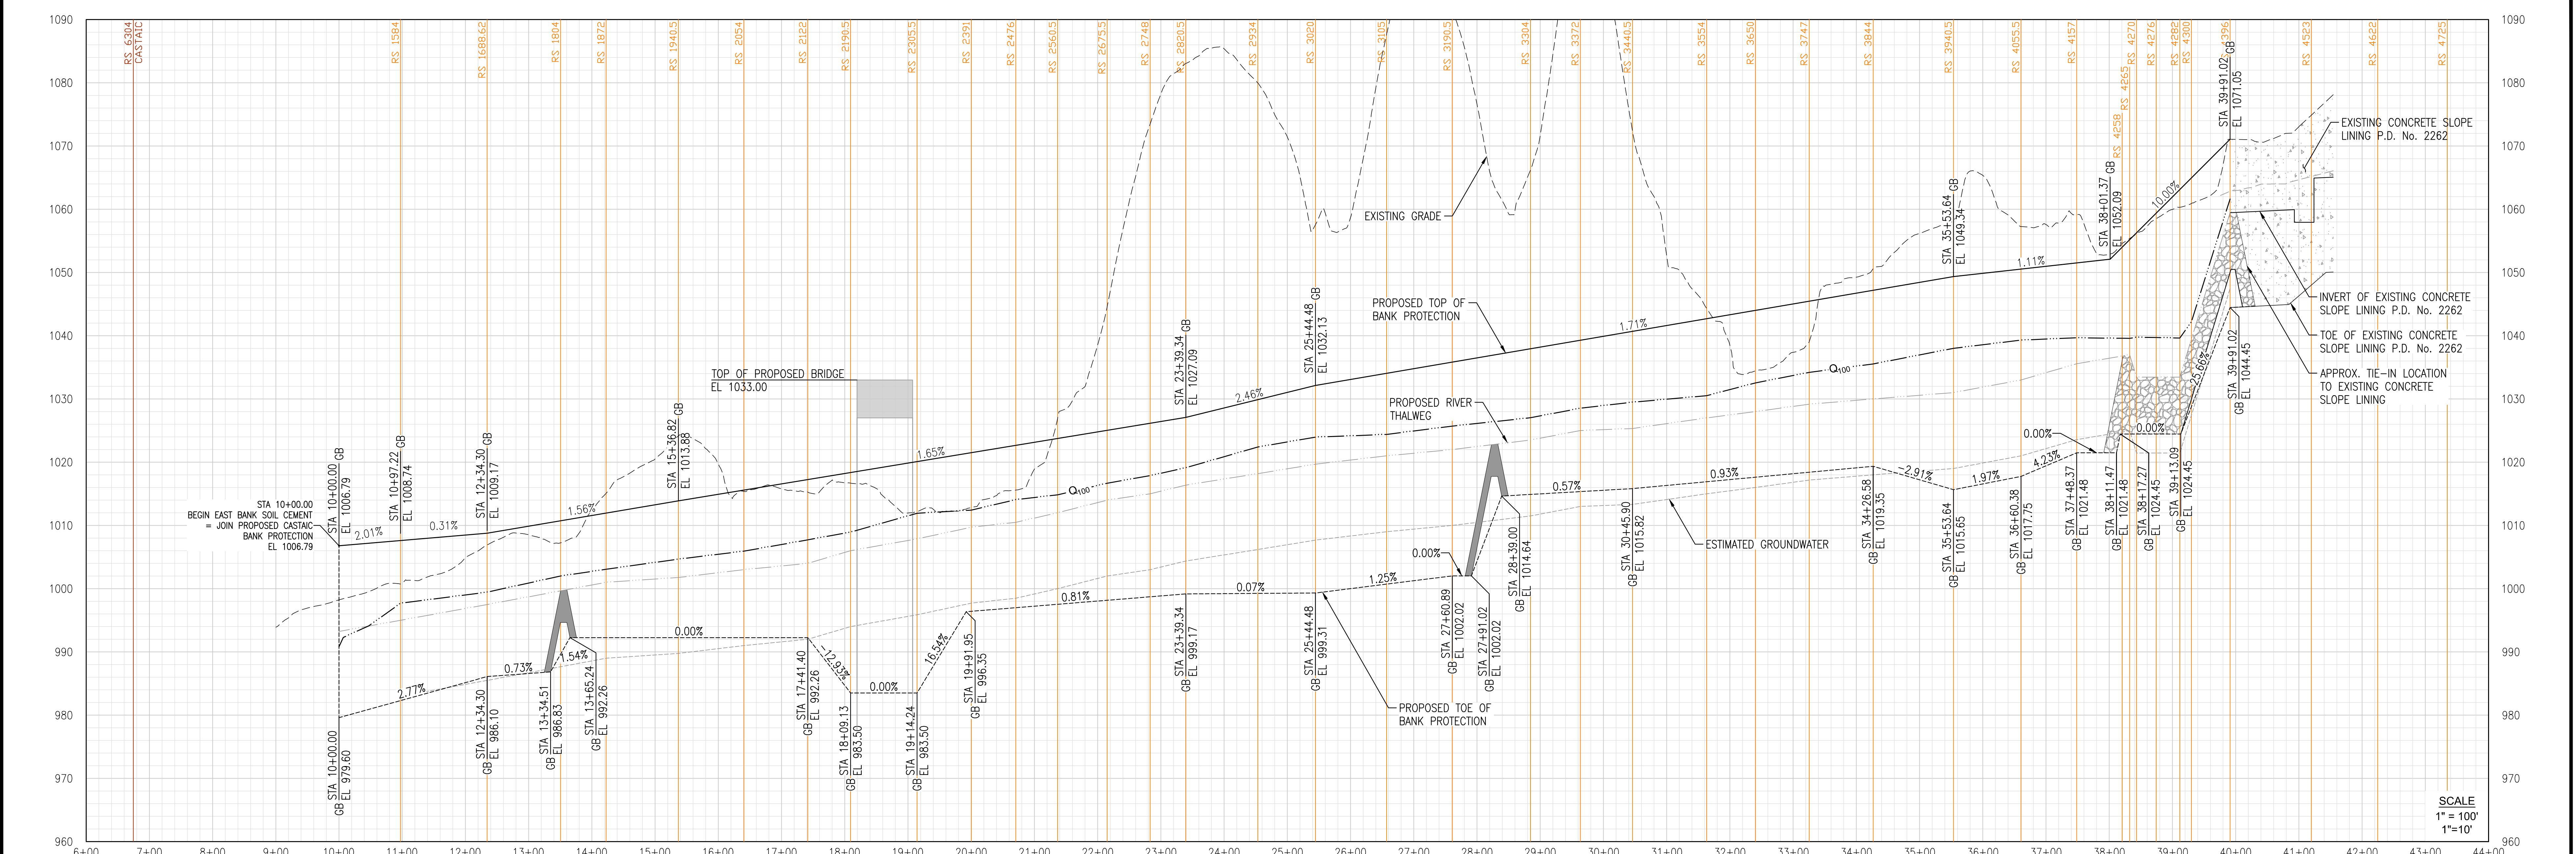 1090
1080
1070
1060
1050
1040
1030
1020
1010
1000
990
980
970
960
RS 6304
CASTAIC
RS 1584
RS 1688.662
RS 1804
RS 1872
RS 1940.5
RS 2054
RS 2122
RS 2190.5
RS 2305.5
RS 2391
RS 2476
RS 2560.5
RS 2675.5
RS 2748
RS 2820.5
RS 2934
RS 3020
RS 3105
RS 3190.5
RS 3304
RS 3372
RS 3440.5
RS 3554
RS 3650
RS 3747
RS 3844
RS 3940.5
RS 4055.5
RS 4157
RS 4258
RS 4265
RS 4270
RS 4276
RS 4282
RS 4300
RS 4396
RS 4523
RS 4622
RS 4725
STA 10+00.00
BEGIN EAST BANK SOIL CEMENT
= JOIN PROPOSED CASTAIC
BANK PROTECTION
EL 1006.79
STA 10+00.00 GB
EL 1006.79
2.01%
STA 10+97.22 GB
EL 1008.74
0.31%
STA 12+34.30 GB
EL 1009.17
1.56%
STA 15+36.82 GB
EL 1013.88
TOP OF PROPOSED BRIDGE
EL 1033.00
1.65%
Q100
STA 23+39.34 GB
EL 1027.09
2.46%
STA 25+44.48 GB
EL 1032.13
EXISTING GRADE
PROPOSED TOP OF
BANK PROTECTION
1.71%
PROPOSED RIVER
THALWEG
Q100
STA 35+53.64 GB
EL 1049.34
1.11%
STA 38+01.37 GB
EL 1052.09
10.00%
STA 39+91.02 GB
EL 1071.05
EXISTING CONCRETE SLOPE
LINING P.D. No. 2262
INVERT OF EXISTING CONCRETE
SLOPE LINING P.D. No. 2262
TOE OF EXISTING CONCRETE
SLOPE LINING P.D. No. 2262
APPROX. TIE-IN LOCATION
TO EXISTING CONCRETE
SLOPE LINING
GB STA 10+00.00
EL 979.60
2.77%
GB STA 12+34.30
EL 986.10
0.73%
GB STA 13+34.51
EL 986.83
1.54%
GB STA 13+65.24
EL 992.26
0.00%
GB STA 17+41.40
EL 992.26
-12.93%
GB STA 18+09.13
EL 983.50
0.00%
GB STA 19+14.24
EL 983.50
16.54%
GB STA 19+91.95
EL 996.35
0.81%
GB STA 23+39.34
EL 999.17
0.07%
GB STA 25+44.48
EL 999.31
PROPOSED TOE OF
BANK PROTECTION
1.25%
GB STA 27+60.89
EL 1002.02
0.00%
GB STA 27+91.02
EL 1002.02
GB STA 28+39.00
EL 1014.64
0.57%
GB STA 30+45.90
EL 1015.82
ESTIMATED GROUNDWATER
0.93%
GB STA 34+26.58
EL 1019.35
-2.91%
GB STA 35+53.64
EL 1015.65
1.97%
GB STA 36+60.38
EL 1017.75
4.23%
GB STA 37+48.37
EL 1021.48
0.00%
GB STA 38+11.47
EL 1021.48
GB STA 38+17.27
EL 1024.45
0.00%
GB STA 39+13.09
EL 1024.45
25.66%
GB STA 39+91.02
EL 1044.45
1090
1080
1070
1060
1050
1040
1030
1020
1010
1000
990
980
970
960
SCALE
1" = 100'
1"=10'
6+00 7+00 8+00 9+00 10+00 11+00 12+00 13+00 14+00 15+00 16+00 17+00 18+00 19+00 20+00 21+00 22+00 23+00 24+00 25+00 26+00 27+00 28+00 29+00 30+00 31+00 32+00 33+00 34+00 35+00 36+00 37+00 38+00 39+00 40+00 41+00 42+00 43+00 44+00